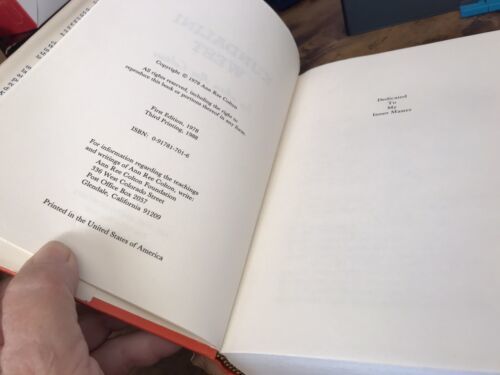 Copyright © 1978 Ann Ree Colton
All rights reserved, including the right to
reproduce this book or portions thereof in any form.
First Edition, 1978
Third Printing, 1988
ISBN: 0-91781-701-6
For information regarding the teachings
and writings of Ann Ree Colton, write:
Ann Ree Colton Foundation
336 West Colorado Street
Post Office Box 2057
Glendale, California 91209
Printed in the United States of America
Dedicated
To
My
Inner Master